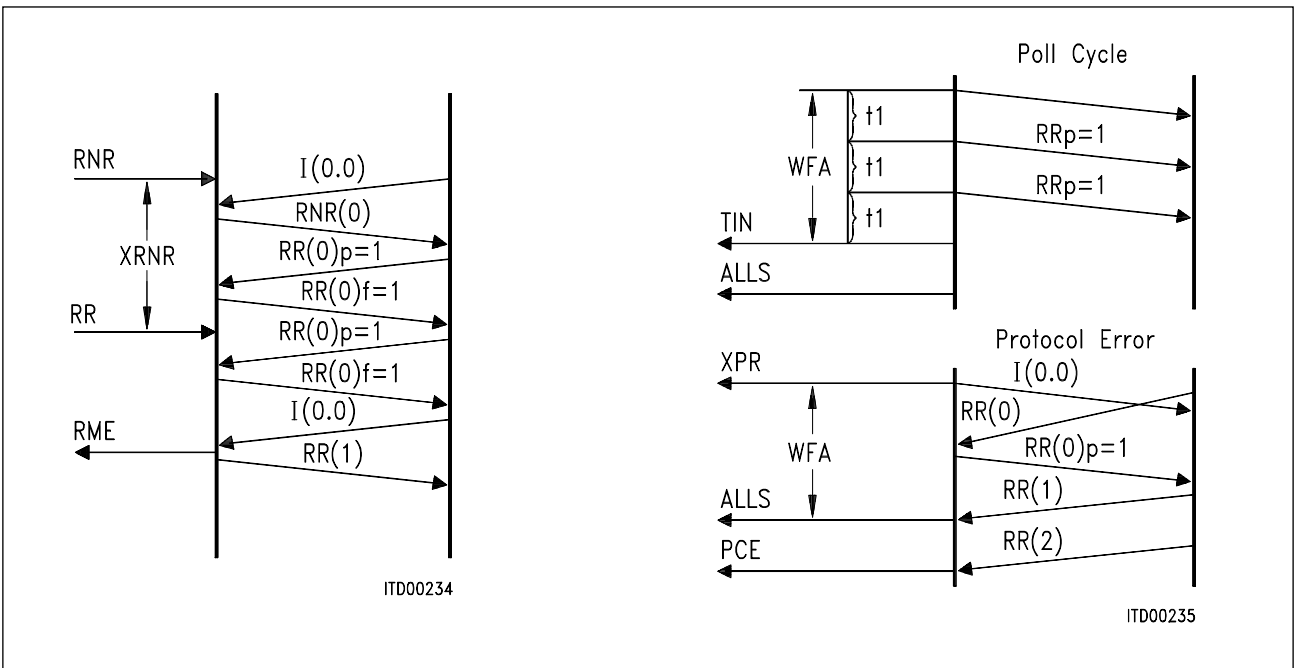 RNR
I(0.0)
RNR(0)
RR(0)p=1
XRNR
RR(0)f=1
RR
RR(0)p=1
RR(0)f=1
I(0.0)
RME
RR(1)
ITD00234
Poll Cycle
t1
RRp=1
WFA
t1
RRp=1
t1
TIN
ALLS
Protocol Error
XPR
I(0.0)
RR(0)
WFA
RR(0)p=1
RR(1)
ALLS
RR(2)
PCE
ITD00235